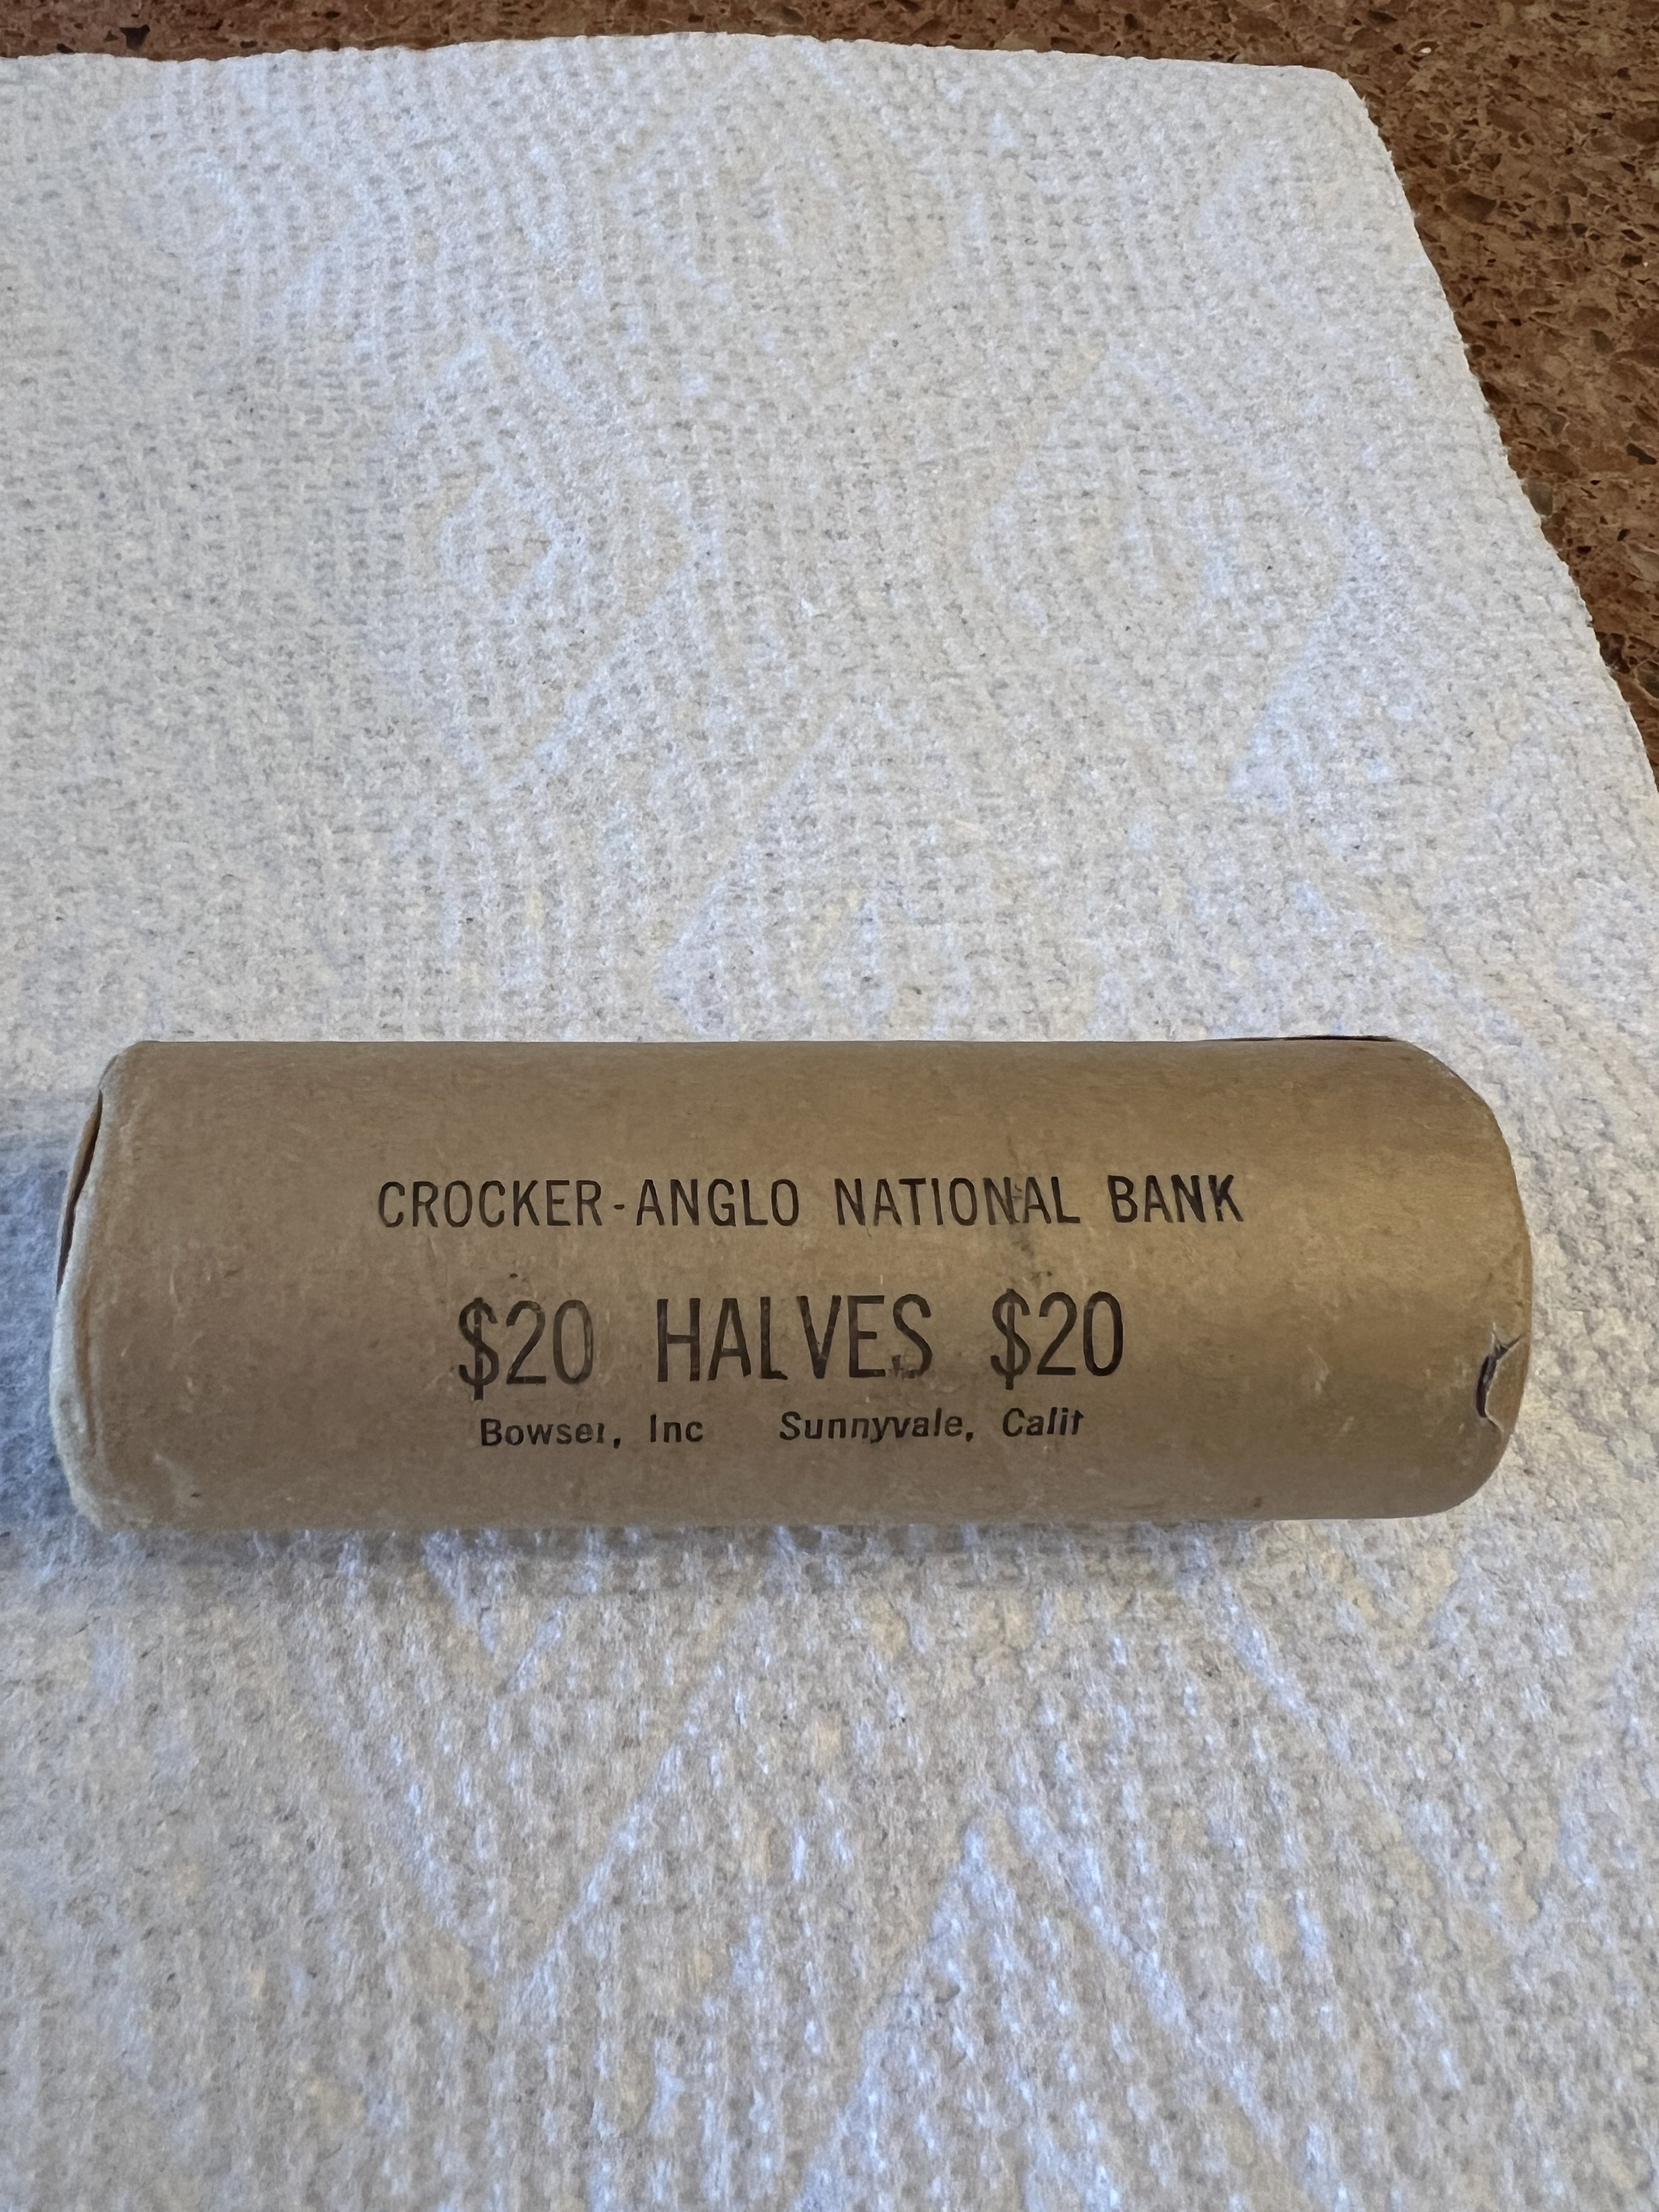 CROCKER-ANGLO NATIONAL BANK
$20 HALVES $20
Bowser, Inc Sunnyvale, Calif